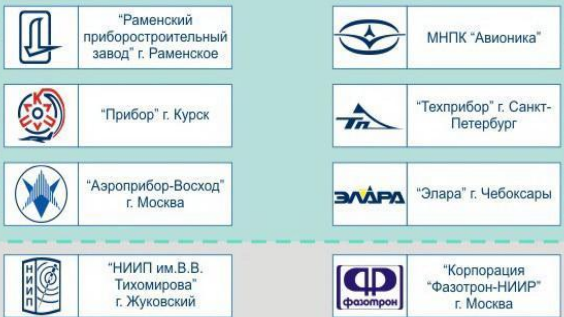 "Раменский
приборостроительный
завод" г. Раменское
МНПК "Авионика"
"Прибор" г. Курск
Тп
"Техприбор" г. Санкт-
Петербург
"Аэроприбор-Восход"
г. Москва
ЭЛАРА
"Элара" г. Чебоксары
НИИП
"НИИП им.В.В.
Тихомирова"
г. Жуковский
фазотрон
"Корпорация
"Фазотрон-НИИР"
г. Москва